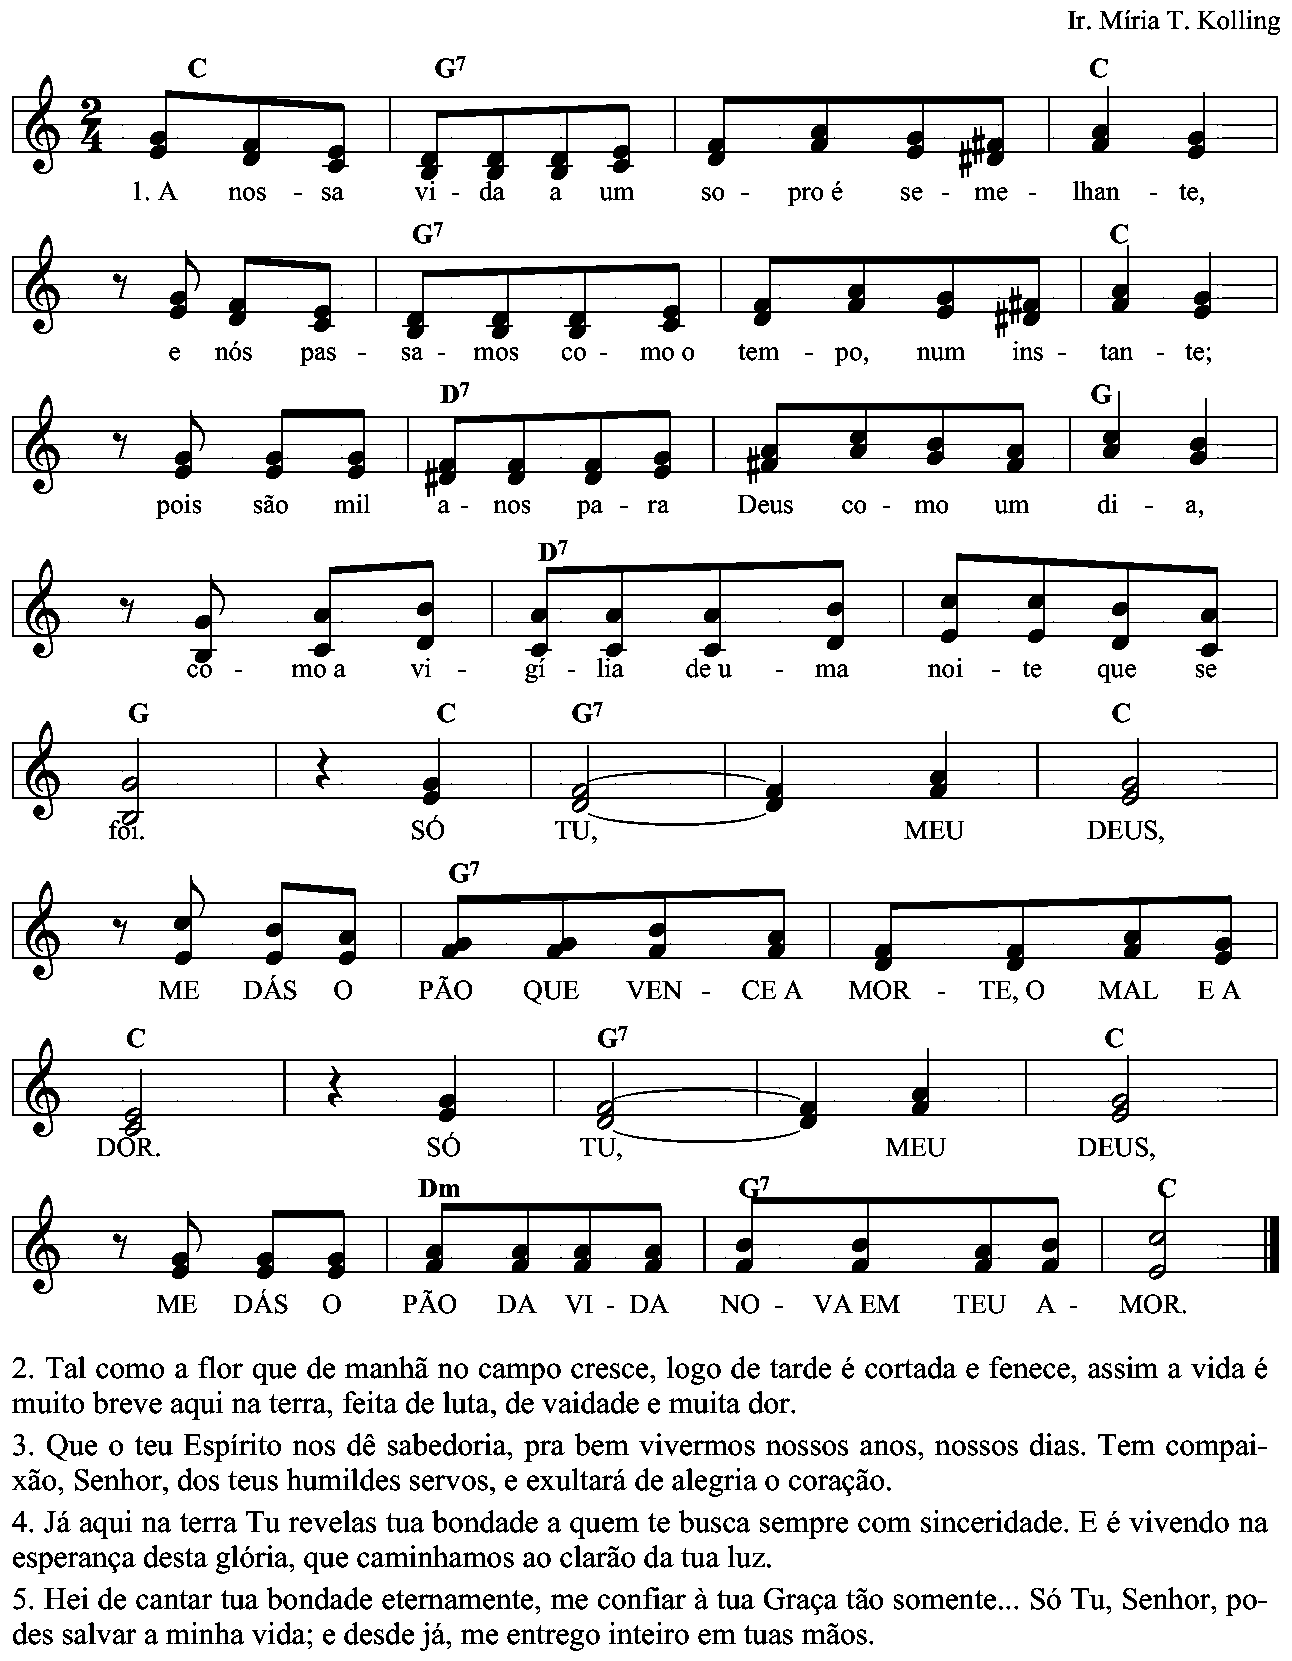 Ir. Míria T. Kolling
C G7 C
2/4
1. A nos - sa vi - da a um so - pro é se - me - lhan - te,
G7 C
e nós pas - sa - mos co - mo o tem - po, num ins - tan - te;
D7 G
pois são mil a - nos pa - ra Deus co - mo um di - a,
D7
co - mo a vi - gí - lia de u - ma noi - te que se
G C G7 C
foi. SÓ TU, MEU DEUS,
G7
ME DÁS O PÃO QUE VEN - CE A MOR - TE, O MAL E A
C G7 C
DOR. SÓ TU, MEU DEUS,
Dm G7 C
ME DÁS O PÃO DA VI - DA NO - VA EM TEU A - MOR.
2. Tal como a flor que de manhã no campo cresce, logo de tarde é cortada e fenece, assim a vida é
muito breve aqui na terra, feita de luta, de vaidade e muita dor.
3. Que o teu Espírito nos dê sabedoria, pra bem vivermos nossos anos, nossos dias. Tem compai-
xão, Senhor, dos teus humildes servos, e exultará de alegria o coração.
4. Já aqui na terra Tu revelas tua bondade a quem te busca sempre com sinceridade. E é vivendo na
esperança desta glória, que caminhamos ao clarão da tua luz.
5. Hei de cantar tua bondade eternamente, me confiar à tua Graça tão somente... Só Tu, Senhor, po-
des salvar a minha vida; e desde já, me entrego inteiro em tuas mãos.